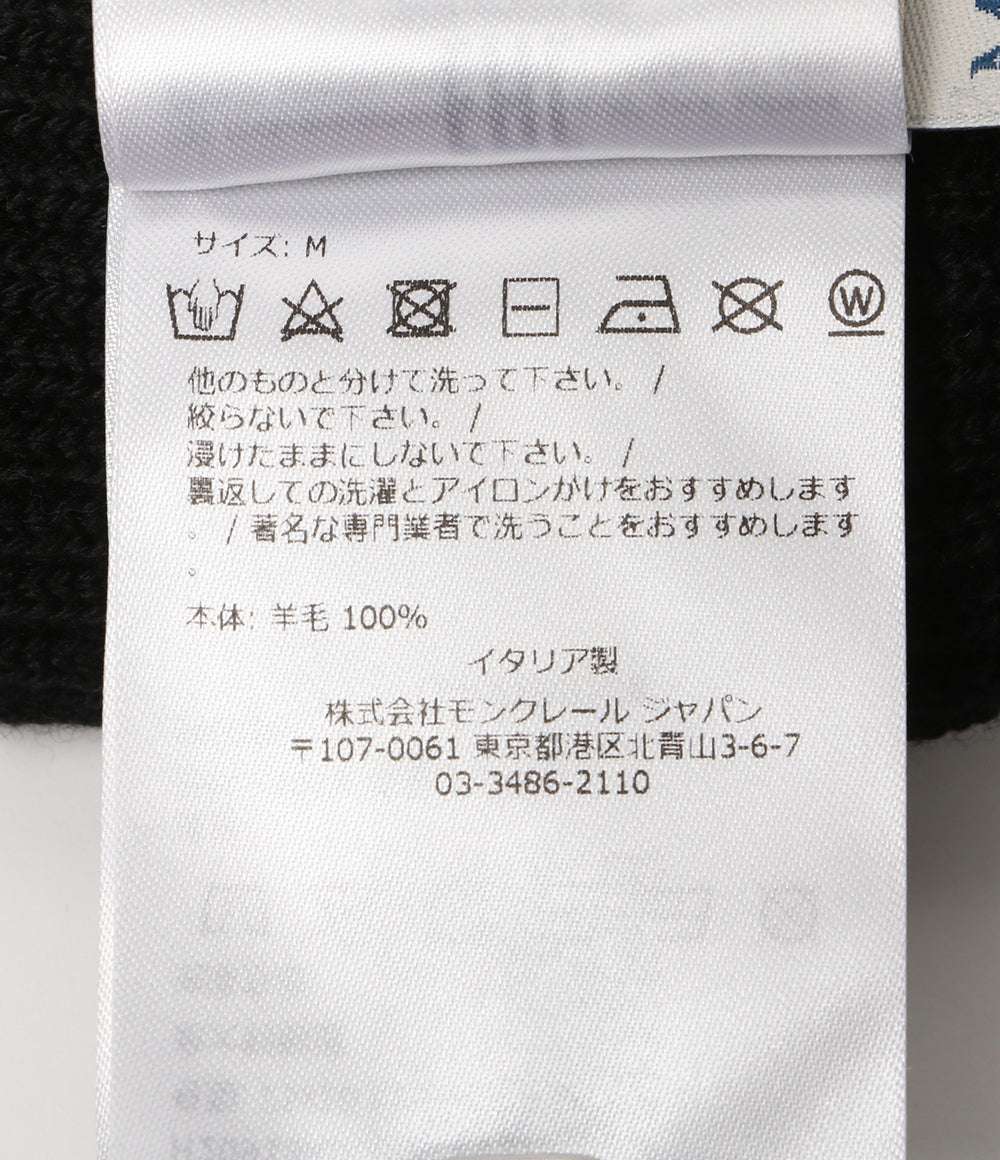 サイズ: M
W
他のものと分けて洗って下さい。 /
絞らないで下さい。 /
浸けたままにしないで下さい。 /
裏返しての洗濯とアイロンがけをおすすめします
。 / 著名な専門業者で洗うことをおすすめします
。
本体: 羊毛 100%
イタリア製
株式会社モンクレール ジャパン
〒107-0061 東京都港区北青山3-6-7
03-3486-2110